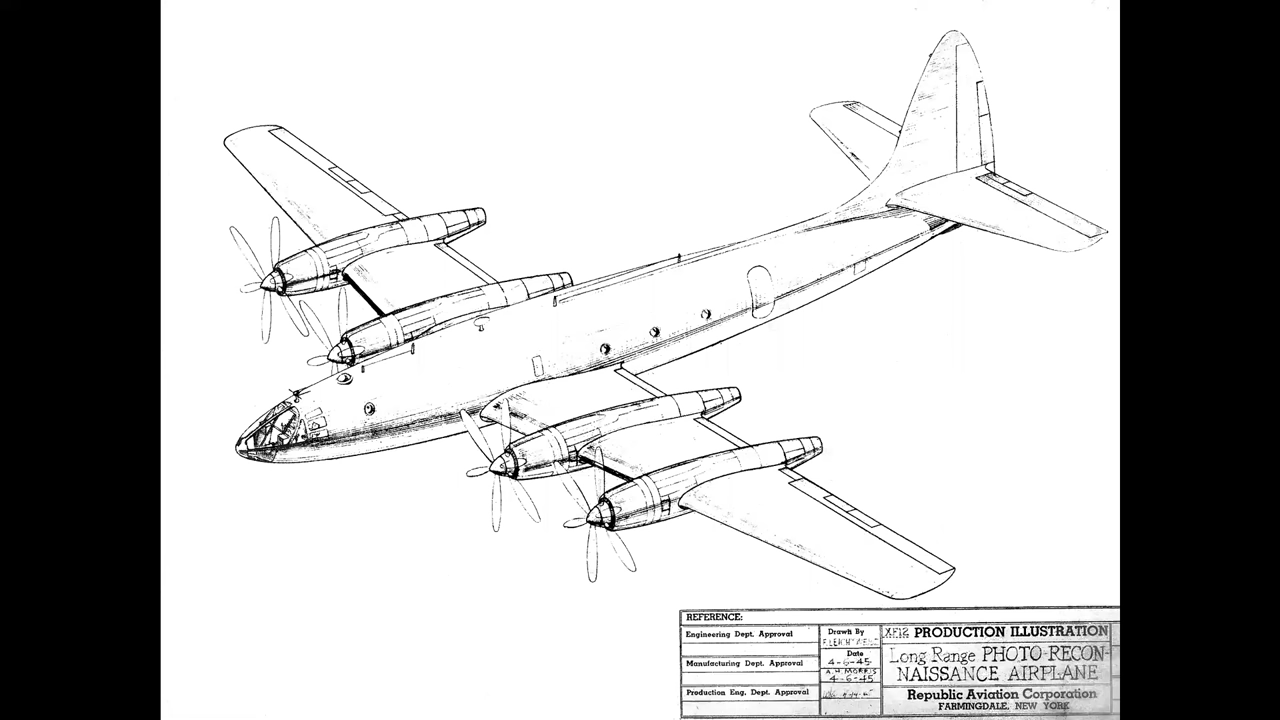 REFERENCE:
Engineering Dept. Approval
Manufacturing Dept. Approval
Production Eng. Dept. Approval
Drawn By
Date
4-6-45
A.H. MORRIS
4-6-45
XF12 PRODUCTION ILLUSTRATION
Long Range PHOTO-RECON-
NAISSANCE AIRPLANE
Republic Aviation Corporation
FARMINGDALE, NEW YORK